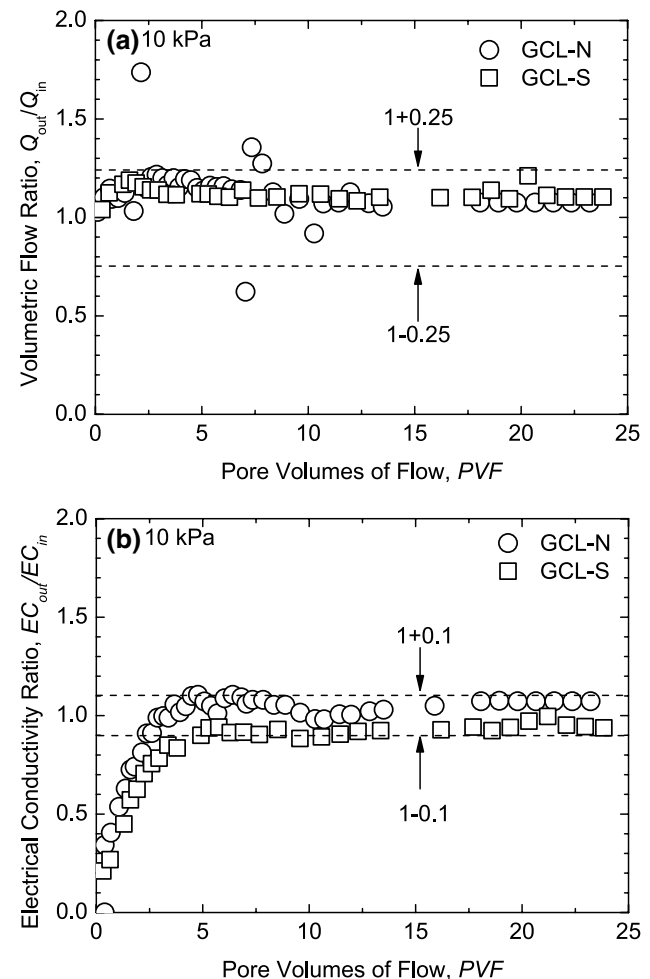 (a) 10 kPa
GCL-N
GCL-S
1+0.25
1-0.25
Volumetric Flow Ratio, Q_out/Q_in
2.0
1.5
1.0
0.5
0.0
0 5 10 15 20 25
Pore Volumes of Flow, PVF
(b) 10 kPa
GCL-N
GCL-S
1+0.1
1-0.1
Electrical Conductivity Ratio, EC_out/EC_in
2.0
1.5
1.0
0.5
0.0
0 5 10 15 20 25
Pore Volumes of Flow, PVF